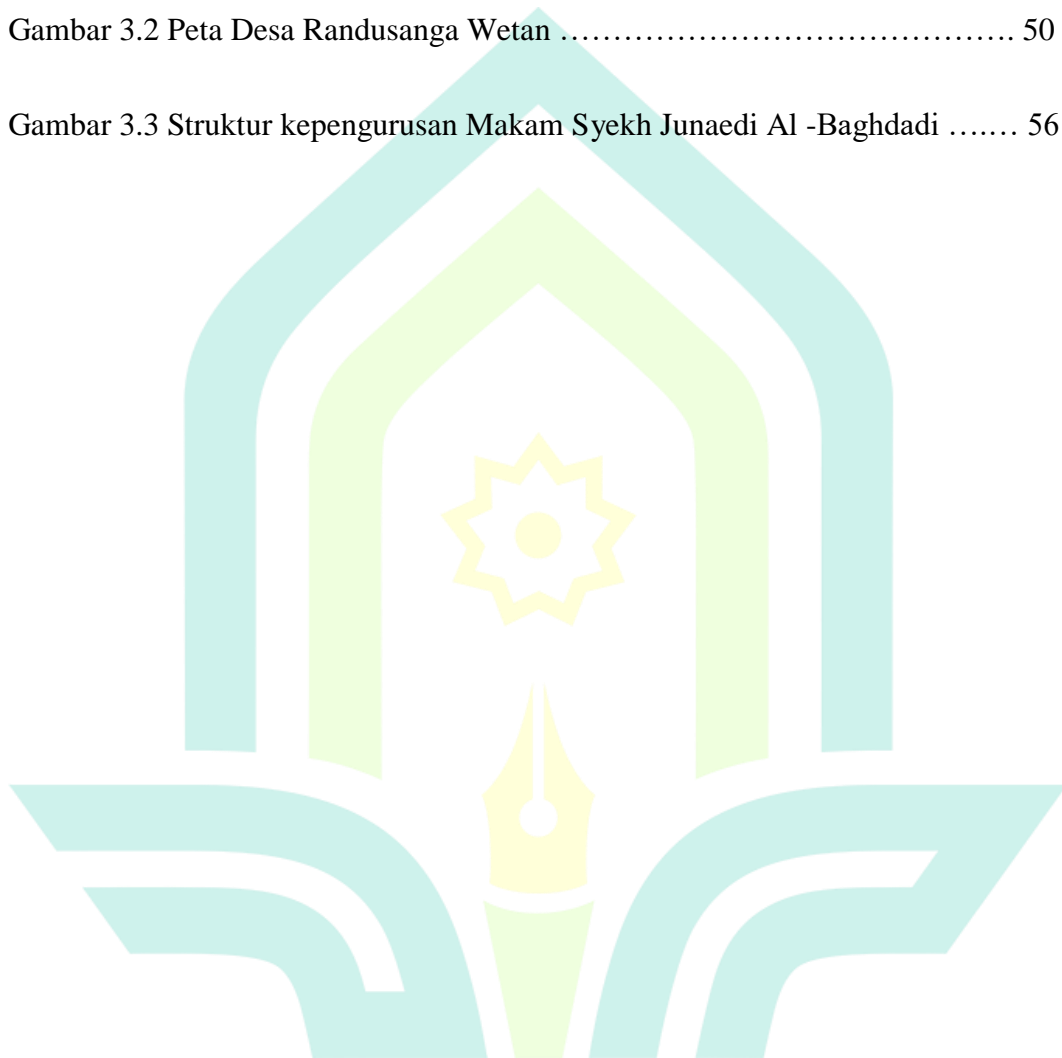 Gambar 3.2 Peta Desa Randusanga Wetan ……………………………………. 50
Gambar 3.3 Struktur kepengurusan Makam Syekh Junaedi Al -Baghdadi ….… 56